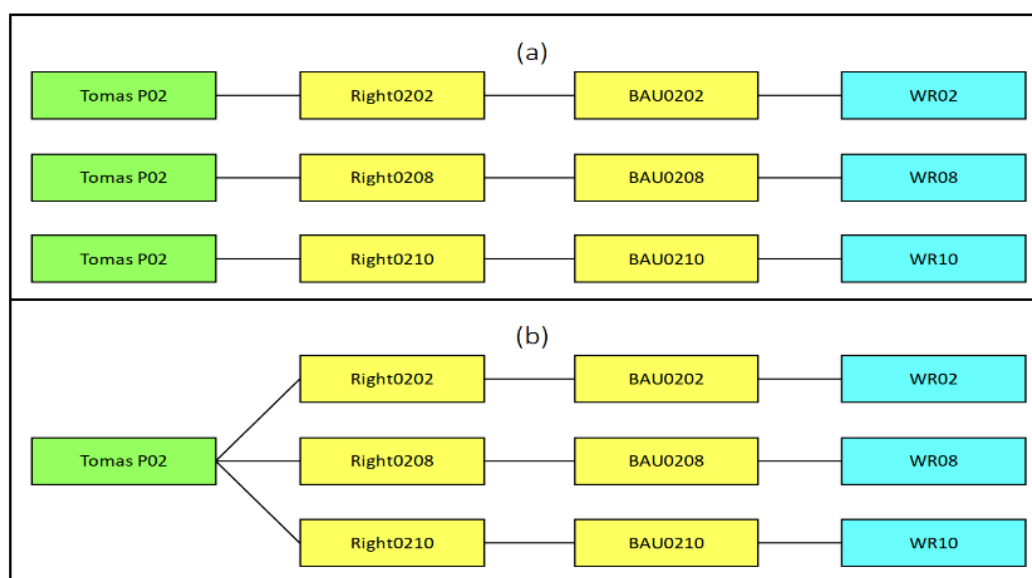 (a)
Tomas P02 Right0202 BAU0202 WR02
Tomas P02 Right0208 BAU0208 WR08
Tomas P02 Right0210 BAU0210 WR10
(b)
Right0202 BAU0202 WR02
Tomas P02 Right0208 BAU0208 WR08
Right0210 BAU0210 WR10